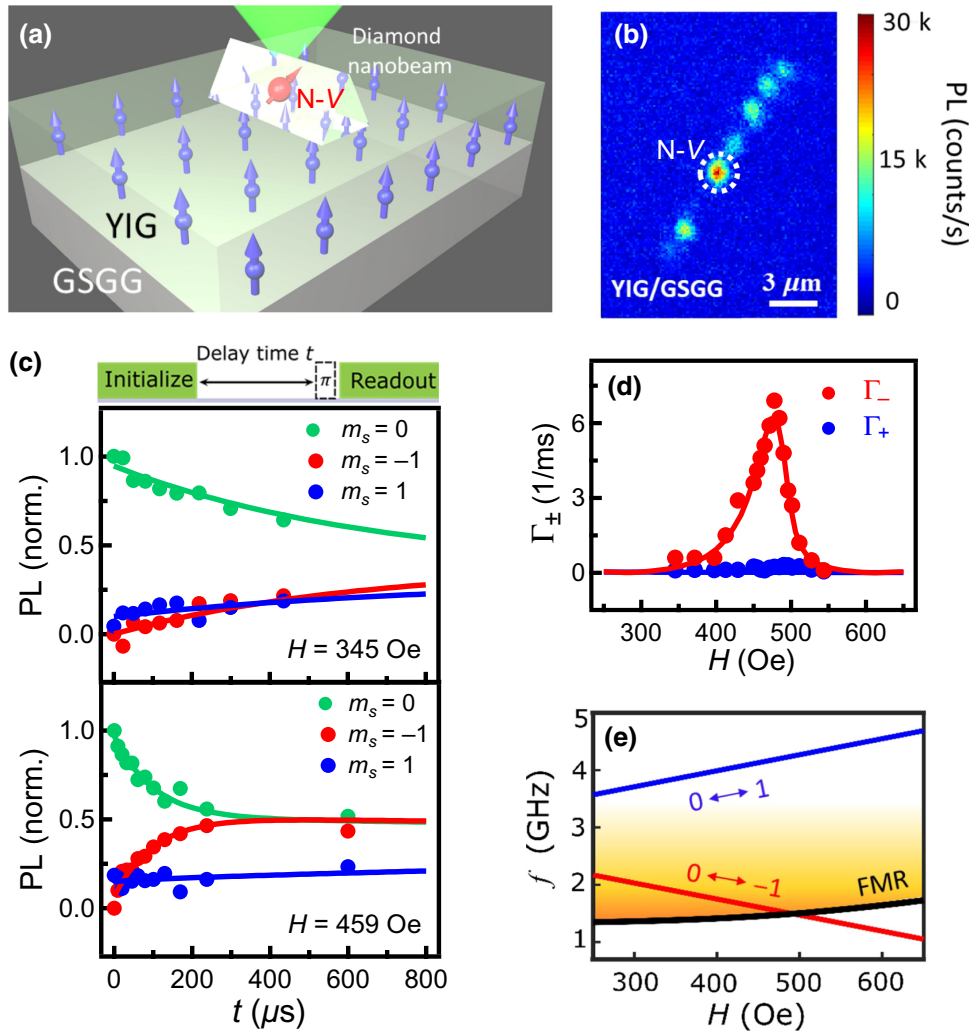 (a)
Diamond
nanobeam
N-V
YIG
GSGG
(b)
N-V
YIG/GSGG
3 μm
30 k
15 k
0
PL (counts/s)
(c)
Delay time t
Initialize
π
Readout
m_s = 0
m_s = –1
m_s = 1
1.0
0.5
0.0
PL (norm.)
H = 345 Oe
m_s = 0
m_s = –1
m_s = 1
1.0
0.5
0.0
PL (norm.)
H = 459 Oe
0 200 400 600 800
t (μs)
(d)
Γ_–
Γ_+
6
3
0
Γ_± (1/ms)
300 400 500 600
H (Oe)
(e)
5
4
3
2
1
f (GHz)
0 ⟷ 1
0 ⟷ –1
FMR
300 400 500 600
H (Oe)